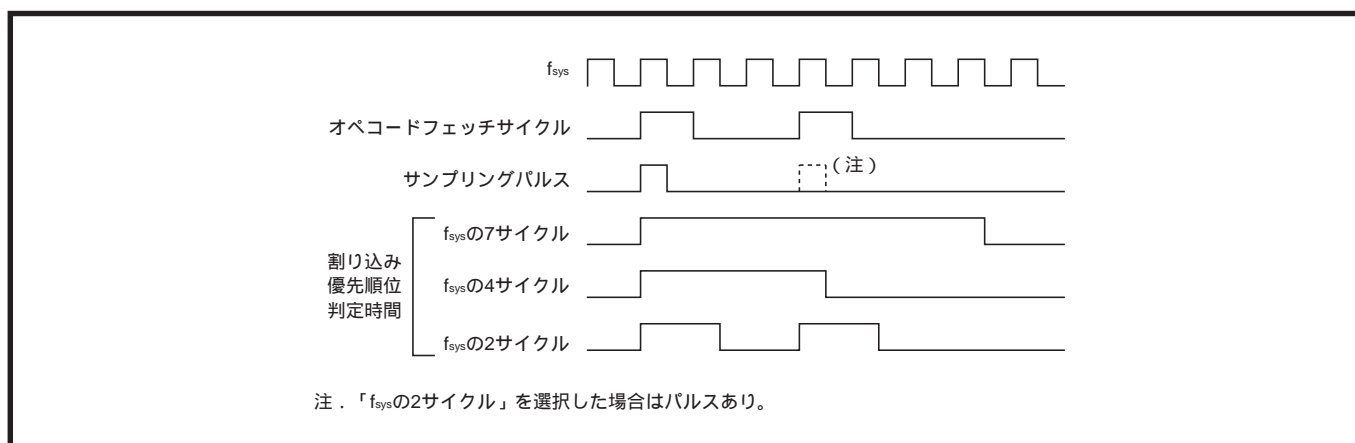 fsys
オペコードフェッチサイクル
サンプリングパルス
(注)
割り込み
優先順位
判定時間
fsysの7サイクル
fsysの4サイクル
fsysの2サイクル
注．「fsysの2サイクル」を選択した場合はパルスあり。